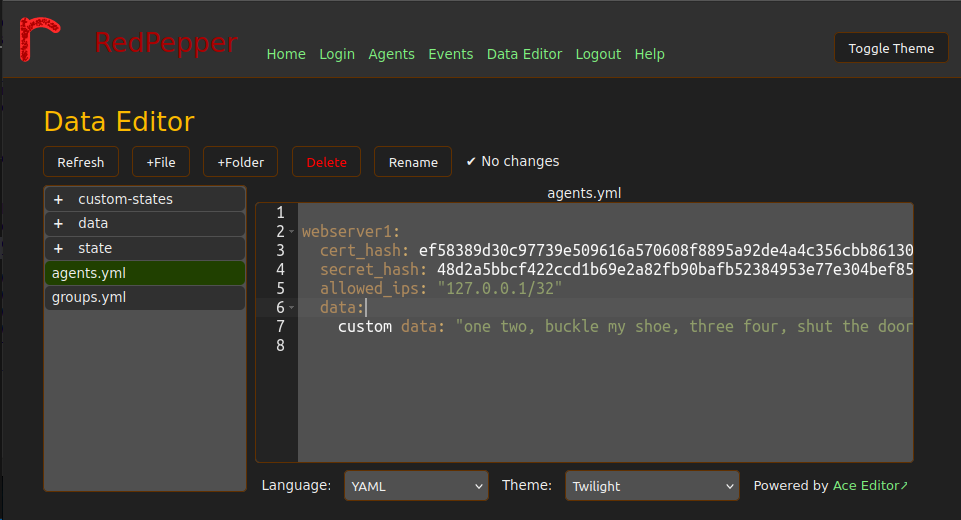 r RedPepper Home Login Agents Events Data Editor Logout Help Toggle Theme
Data Editor
Refresh +File +Folder Delete Rename ✔ No changes
+ custom-states
+ data
+ state
agents.yml
groups.yml
agents.yml
1
2 webserver1:
3 cert_hash: ef58389d30c97739e509616a570608f8895a92de4a4c356cbb86130
4 secret_hash: 48d2a5bbcf422ccd1b69e2a82fb90bafb52384953e77e304bef85
5 allowed_ips: "127.0.0.1/32"
6 data:
7 custom data: "one two, buckle my shoe, three four, shut the door
8
Language: YAML Theme: Twilight Powered by Ace Editor↗